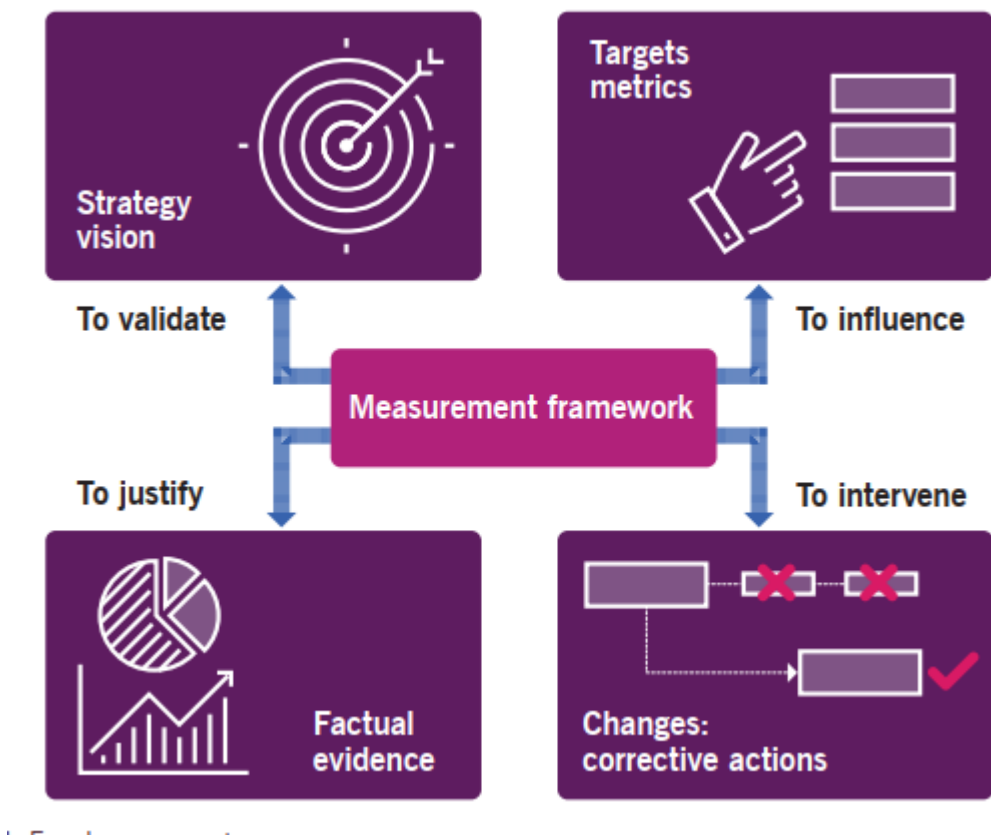 Targets
metrics
Strategy
vision
To validate
To influence
Measurement framework
To justify
To intervene
Factual
evidence
Changes:
corrective actions